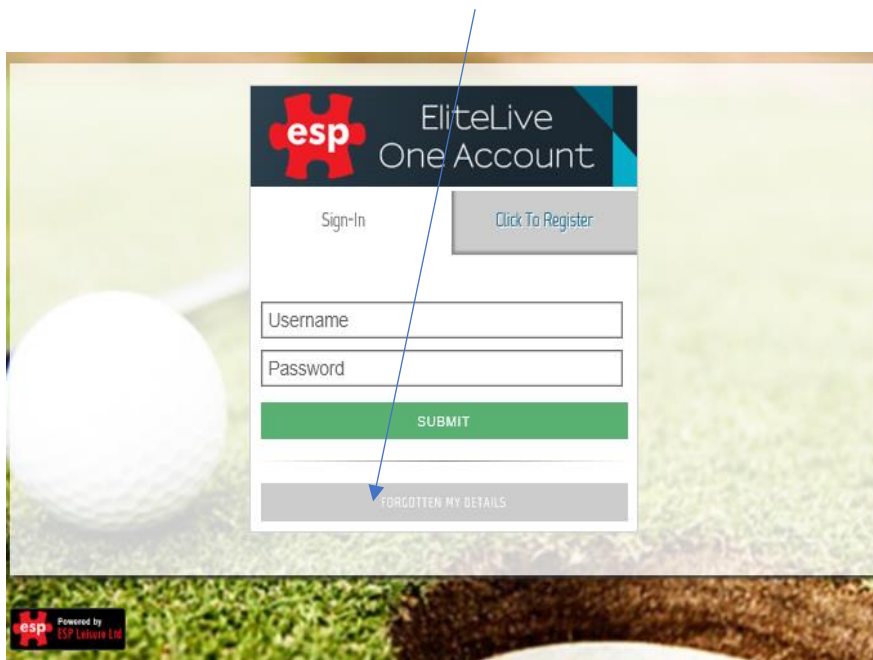 esp
EliteLive
One Account
Sign-In
Click To Register
Username
Password
SUBMIT
FORGOTTEN MY DETAILS
esp
Powered by
ESP Leisure Ltd